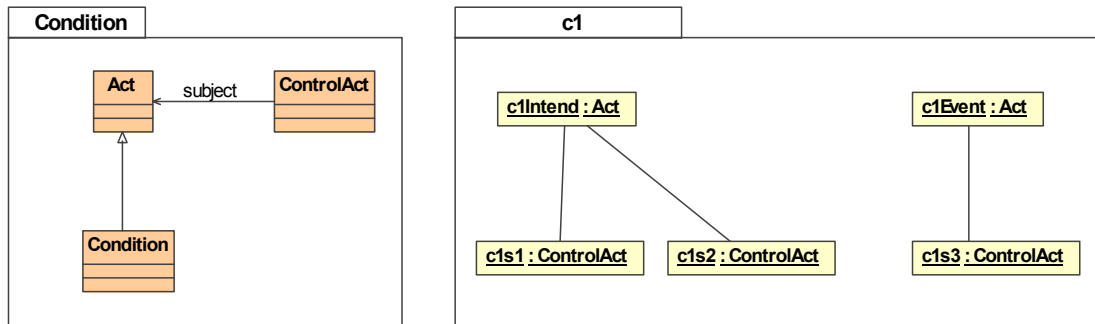 Condition
c1
Act
subject
ControlAct
Condition
c1Intend : Act
c1Event : Act
c1s1 : ControlAct
c1s2 : ControlAct
c1s3 : ControlAct